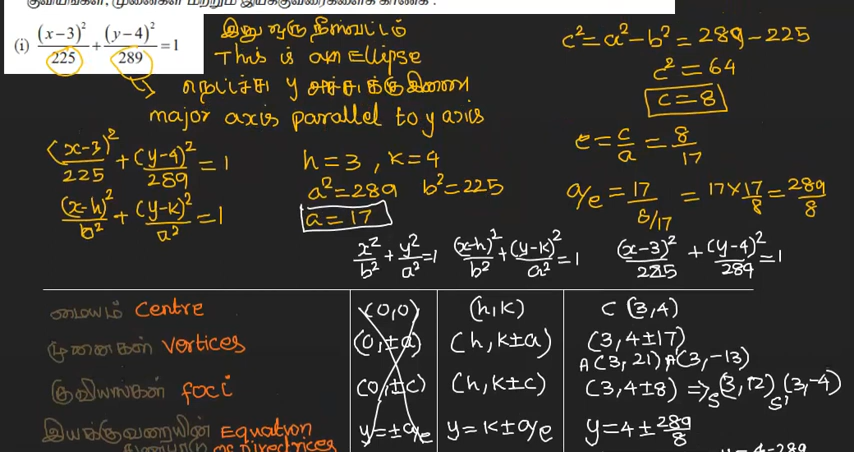 (i) (x−3)²/225 + (y−4)²/289 = 1
இது ஒரு நீள்வட்டம்
This is an Ellipse
நெட்டச்சு y அச்சுக்கு இணை
major axis parallel to y axis
(x-3)²/225 + (y-4)²/289 = 1
(x-h)²/b² + (y-k)²/a² = 1
h=3 , k=4
a²=289 b²=225
a=17
c²=a²-b²=289-225
c²=64
c=8
e=c/a=8/17
a/e=17/(8/17)=17×17/8=289/8
x²/b²+y²/a²=1 (x-h)²/b²+(y-k)²/a²=1 (x-3)²/225+(y-4)²/289=1
மையம் Centre (0,0) (h,k) C (3,4)
முனைகள் Vertices (0,±a) (h,k±a) (3,4±17)
A(3,21) A(3,-13)
குவியங்கள் foci (0,±c) (h,k±c) (3,4±8) ⇒ S(3,12) S'(3,-4)
இயக்குவரையின் Equation y=±a/e y=k±a/e y=4±289/8
of Directrices